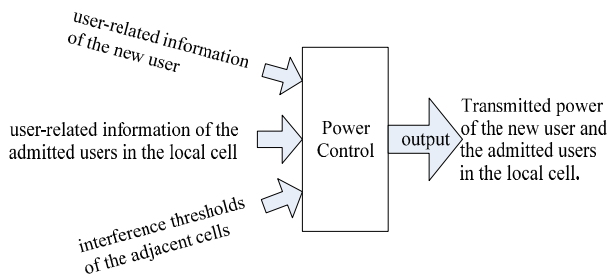 user-related information
of the new user
user-related information of the
admitted users in the local cell
interference thresholds
of the adjacent cells
Power
Control
output
Transmitted power
of the new user and
the admitted users
in the local cell.